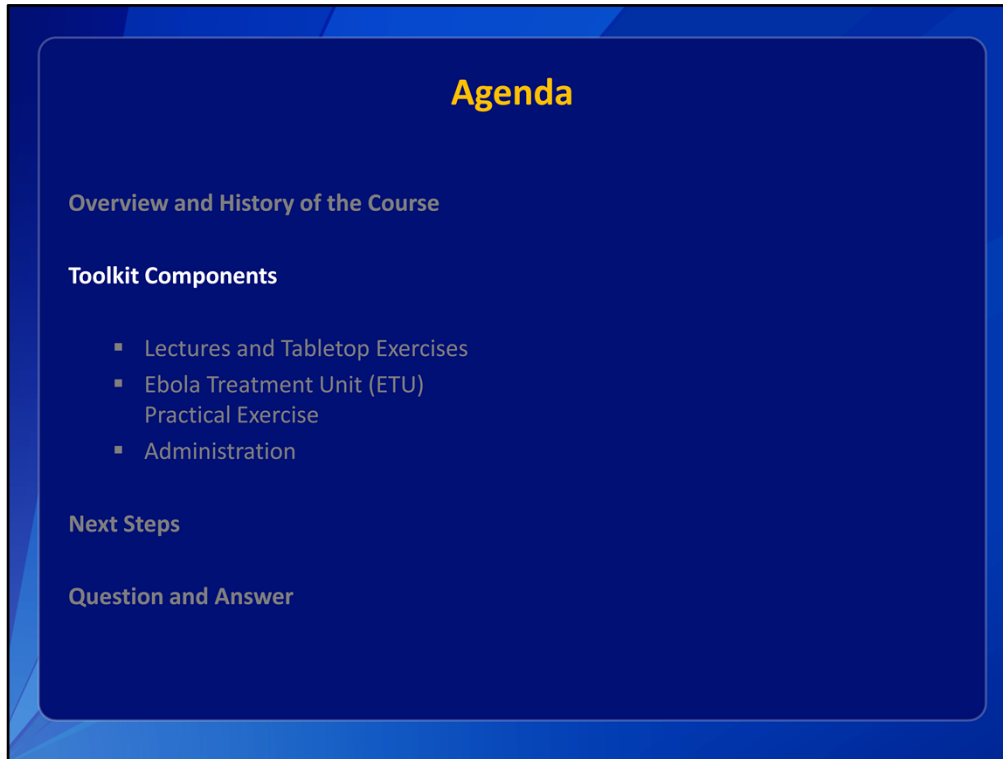 Agenda
Overview and History of the Course
Toolkit Components
▪ Lectures and Tabletop Exercises
▪ Ebola Treatment Unit (ETU)
Practical Exercise
▪ Administration
Next Steps
Question and Answer